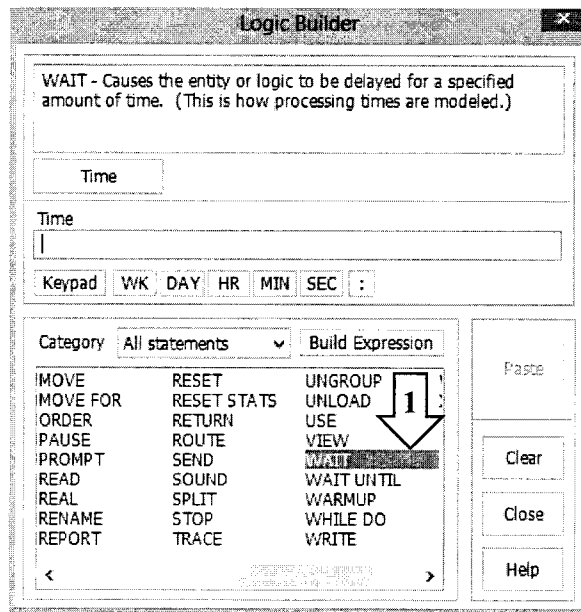 Logic Builder
WAIT - Causes the entity or logic to be delayed for a specified
amount of time. (This is how processing times are modeled.)
Time
Time
Keypad WK DAY HR MIN SEC :
Category All statements Build Expression
MOVE RESET UNGROUP
MOVE FOR RESET STATS UNLOAD
ORDER RETURN USE
PAUSE ROUTE VIEW
PROMPT SEND WAIT
READ SOUND WAIT UNTIL
REAL SPLIT WARMUP
RENAME STOP WHILE DO
REPORT TRACE WRITE
1
Paste
Clear
Close
Help